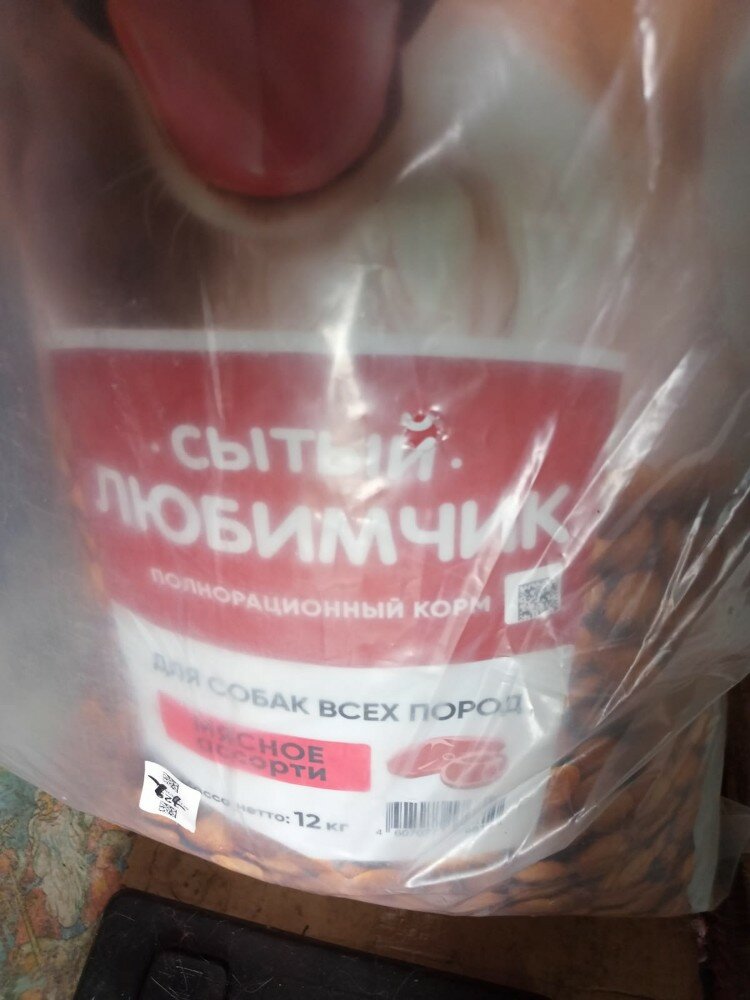 СЫТЫЙ
ЛЮБИМЧИК
ПОЛНОРАЦИОННЫЙ КОРМ
ДЛЯ СОБАК ВСЕХ ПОРОД
МЯСНОЕ
ассорти
нетто: 12 кг